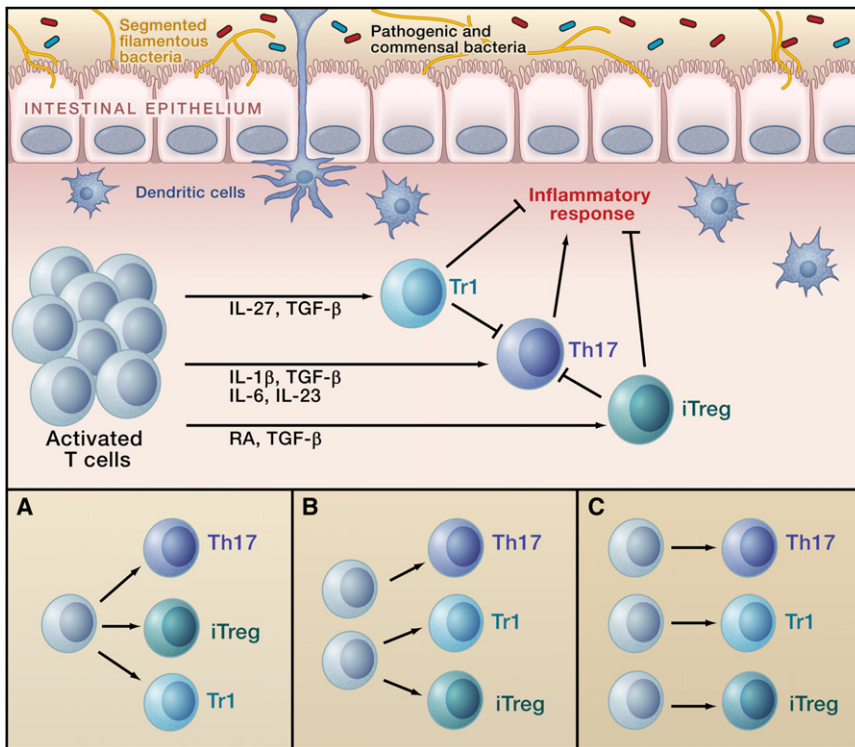 Segmented
filamentous
bacteria
Pathogenic and
commensal bacteria
INTESTINAL EPITHELIUM
Dendritic cells
Inflammatory
response
Tr1
IL-27, TGF-β
Th17
IL-1β, TGF-β
IL-6, IL-23
iTreg
Activated
T cells
RA, TGF-β
A
Th17
iTreg
Tr1
B
Th17
Tr1
iTreg
C
Th17
Tr1
iTreg